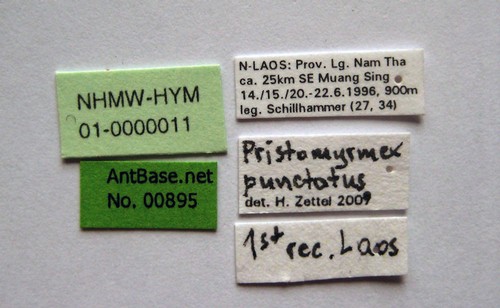 NHMW-HYM
01-0000011
AntBase.net
No. 00895
N-LAOS: Prov. Lg. Nam Tha
ca. 25km SE Muang Sing
14./15./20.-22.6.1996, 900m
leg. Schillhammer (27, 34)
Pristomyrmex
punctatus
det. H. Zettel 2009
1st rec. Laos